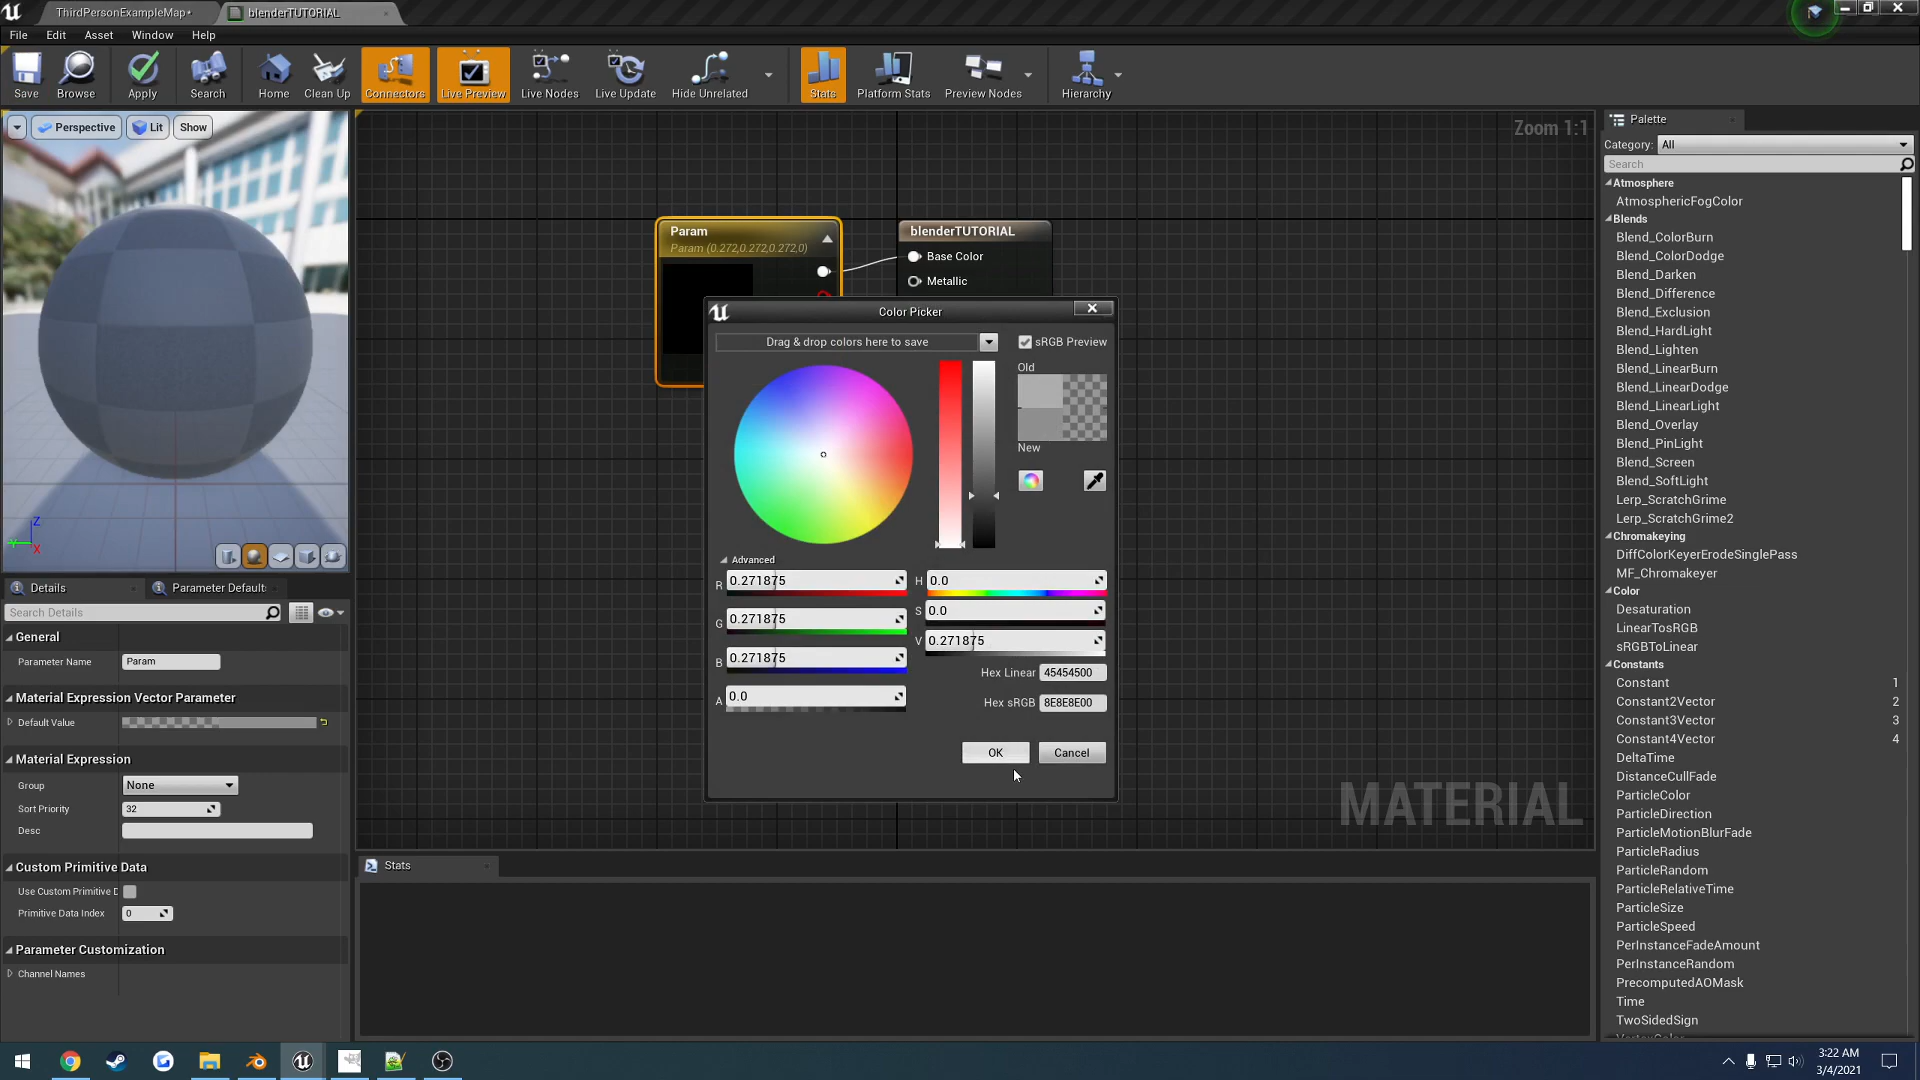 ThirdPersonExampleMap*
blenderTUTORIAL
File Edit Asset Window Help
Save Browse Apply Search Home Clean Up Connectors Live Preview Live Nodes Live Update Hide Unrelated Stats Platform Stats Preview Nodes Hierarchy
Perspective Lit Show
Z
X
Zoom 1:1
Param
Param (0.272,0.272,0.272,0)
blenderTUTORIAL
Base Color
Metallic
Color Picker
Drag & drop colors here to save
sRGB Preview
Old
New
Advanced
R 0.271875 H 0.0
G 0.271875 S 0.0
B 0.271875 V 0.271875
A 0.0
Hex Linear 45454500
Hex sRGB 8E8E8E00
OK Cancel
MATERIAL
Details Parameter Default
Search Details
General
Parameter Name Param
Material Expression Vector Parameter
Default Value
Material Expression
Group None
Sort Priority 32
Desc
Custom Primitive Data
Use Custom Primitive D
Primitive Data Index 0
Parameter Customization
Channel Names
Stats
Palette
Category: All
Search
Atmosphere
AtmosphericFogColor
Blends
Blend_ColorBurn
Blend_ColorDodge
Blend_Darken
Blend_Difference
Blend_Exclusion
Blend_HardLight
Blend_Lighten
Blend_LinearBurn
Blend_LinearDodge
Blend_LinearLight
Blend_Overlay
Blend_PinLight
Blend_Screen
Blend_SoftLight
Lerp_ScratchGrime
Lerp_ScratchGrime2
Chromakeying
DiffColorKeyerErodeSinglePass
MF_Chromakeyer
Color
Desaturation
LinearTosRGB
sRGBToLinear
Constants
Constant 1
Constant2Vector 2
Constant3Vector 3
Constant4Vector 4
DeltaTime
DistanceCullFade
ParticleColor
ParticleDirection
ParticleMotionBlurFade
ParticleRadius
ParticleRandom
ParticleRelativeTime
ParticleSize
ParticleSpeed
PerInstanceFadeAmount
PerInstanceRandom
PrecomputedAOMask
Time
TwoSidedSign
3:22 AM
3/4/2021